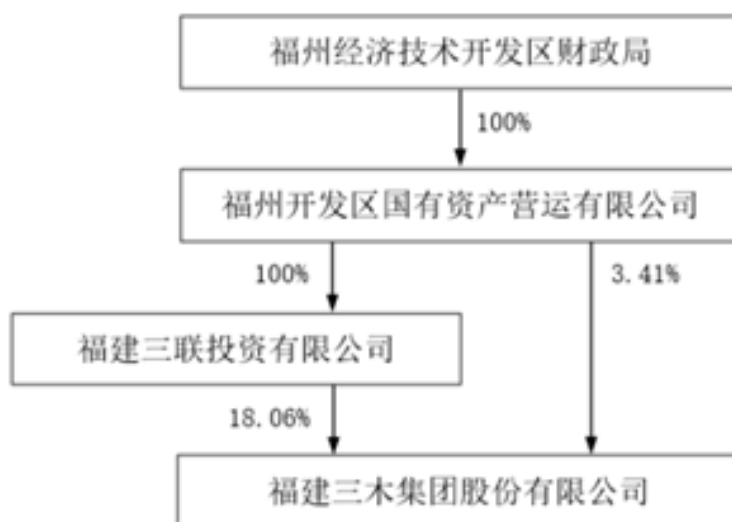 福州经济技术开发区财政局
100%
福州开发区国有资产营运有限公司
100%
3.41%
福建三联投资有限公司
18.06%
福建三木集团股份有限公司